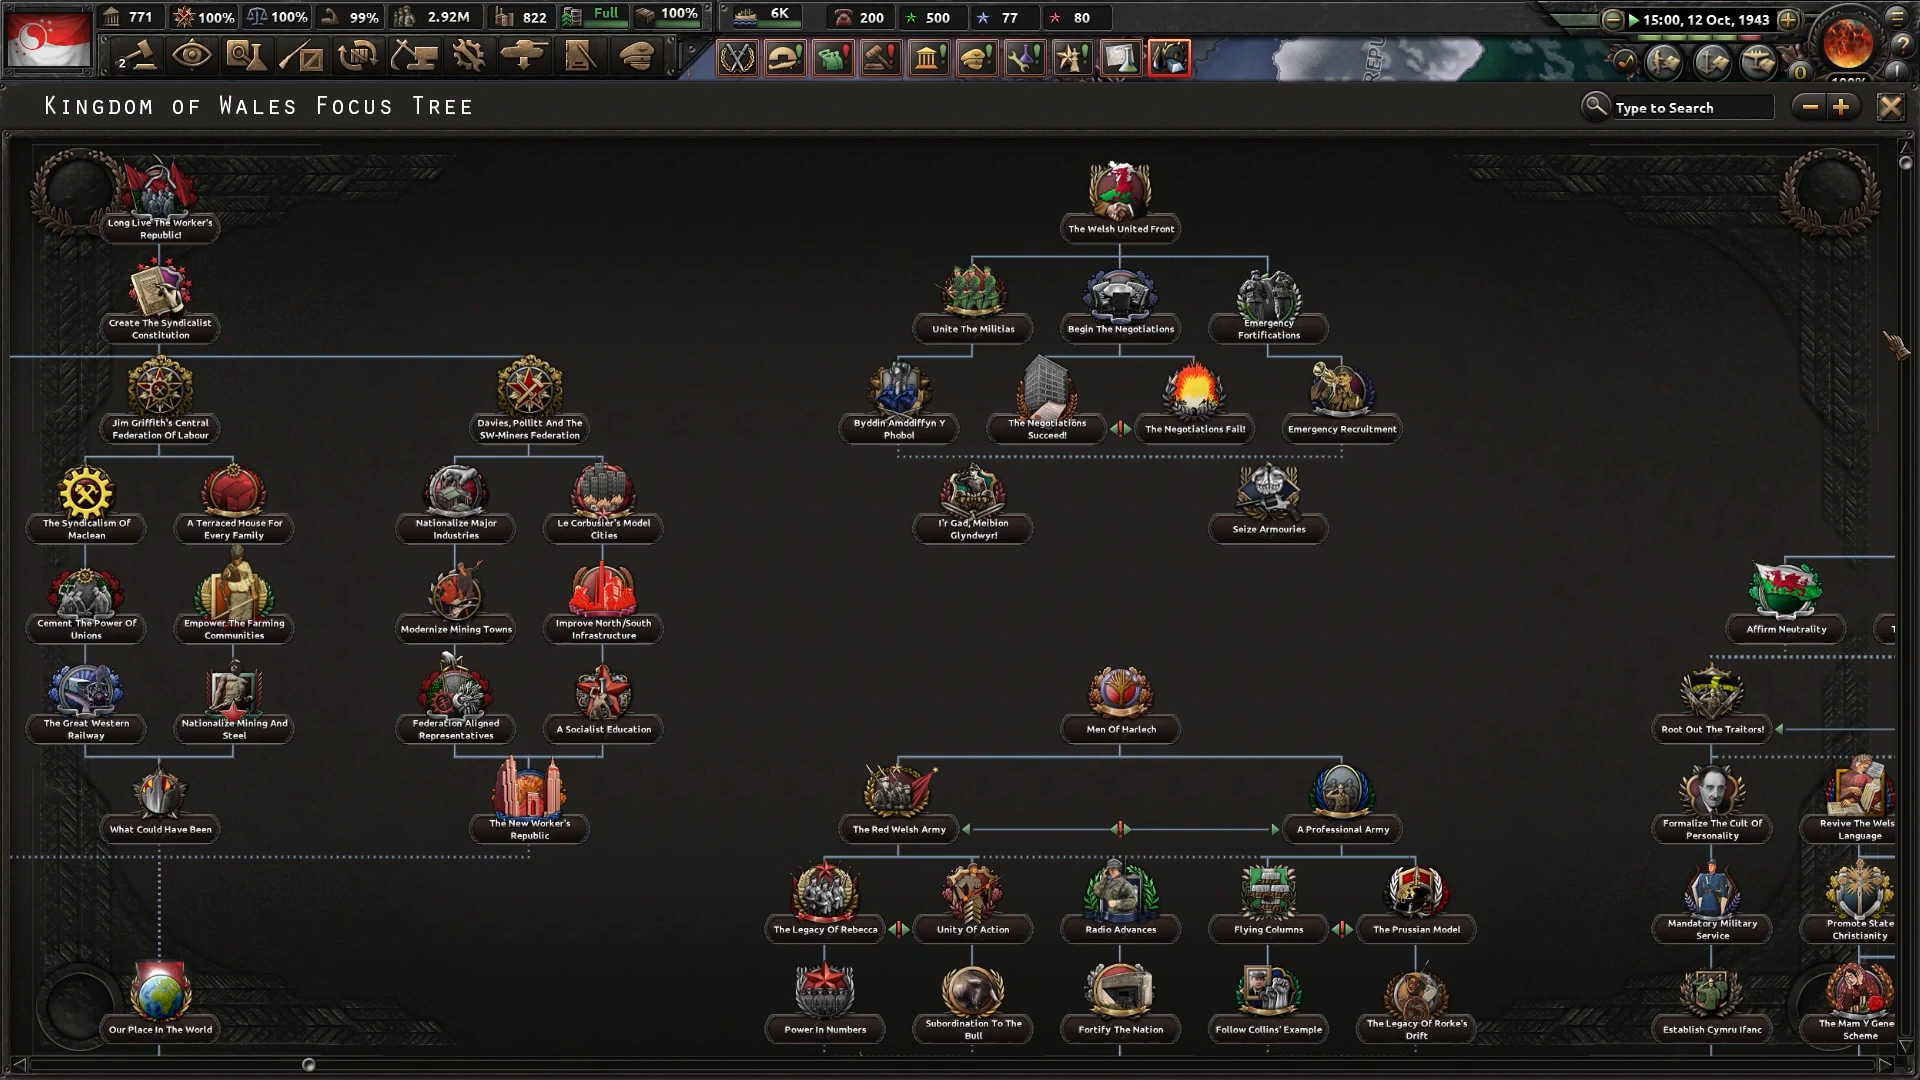 771
100%
100%
99%
2.92M
822
Full
100%
6K
200
500
77
80
15:00, 12 Oct, 1943
2
0
Kingdom of Wales Focus Tree
Type to Search
Long Live The Worker's
Republic!
The Welsh United Front
Create The Syndicalist
Constitution
Unite The Militias
Begin The Negotiations
Emergency
Fortifications
Jim Griffith's Central
Federation Of Labour
Davies, Pollitt And The
SW-Miners Federation
Byddin Amddiffyn Y
Phobol
The Negotiations
Succeed!
The Negotiations Fail!
Emergency Recruitment
The Syndicalism Of
Maclean
A Terraced House For
Every Family
Nationalize Major
Industries
Le Corbusier's Model
Cities
I'r Gad, Meibion
Glyndwyr!
Seize Armouries
Cement The Power Of
Unions
Empower The Farming
Communities
Modernize Mining Towns
Improve North/South
Infrastructure
Affirm Neutrality
The Great Western
Railway
Nationalize Mining And
Steel
Federation Aligned
Representatives
A Socialist Education
Men Of Harlech
Root Out The Traitors!
What Could Have Been
The New Worker's
Republic
The Red Welsh Army
A Professional Army
Formalize The Cult Of
Personality
Revive The Wels
Language
The Legacy Of Rebecca
Unity Of Action
Radio Advances
Flying Columns
The Prussian Model
Mandatory Military
Service
Promote State
Christianity
Our Place In The World
Power In Numbers
Subordination To The
Bull
Fortify The Nation
Follow Collins' Example
The Legacy Of Rorke's
Drift
Establish Cymru Ifanc
The Mam Y Gene
Scheme